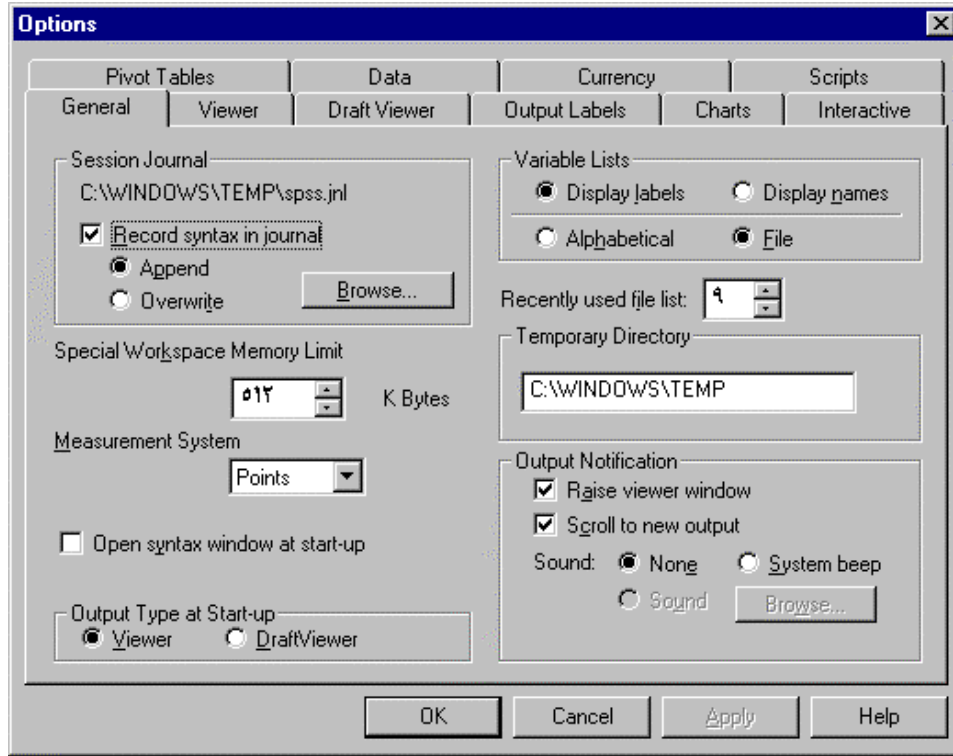 Options
Pivot Tables Data Currency Scripts
General Viewer Draft Viewer Output Labels Charts Interactive
Session Journal
C:\WINDOWS\TEMP\spss.jnl
Record syntax in journal
Append
Overwrite
Browse...
Special Workspace Memory Limit
٥١٢ K Bytes
Measurement System
Points
Open syntax window at start-up
Output Type at Start-up
Viewer DraftViewer
Variable Lists
Display labels Display names
Alphabetical File
Recently used file list: ٩
Temporary Directory
C:\WINDOWS\TEMP
Output Notification
Raise viewer window
Scroll to new output
Sound: None System beep
Sound Browse...
OK Cancel Apply Help